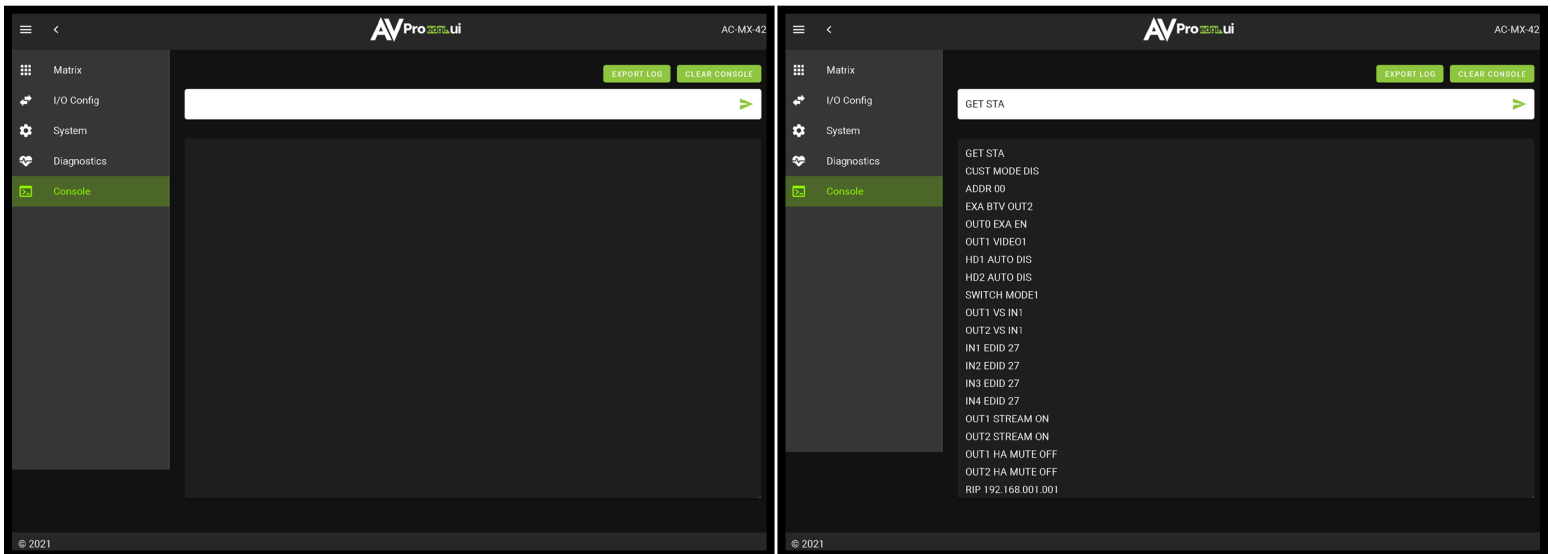 AVPro edge.ui
AC-MX-42
Matrix
I/O Config
System
Diagnostics
Console
EXPORT LOG
CLEAR CONSOLE
© 2021
AVPro edge.ui
AC-MX-42
Matrix
I/O Config
System
Diagnostics
Console
EXPORT LOG
CLEAR CONSOLE
GET STA
GET STA
CUST MODE DIS
ADDR 00
EXA BTV OUT2
OUT0 EXA EN
OUT1 VIDEO1
HD1 AUTO DIS
HD2 AUTO DIS
SWITCH MODE1
OUT1 VS IN1
OUT2 VS IN1
IN1 EDID 27
IN2 EDID 27
IN3 EDID 27
IN4 EDID 27
OUT1 STREAM ON
OUT2 STREAM ON
OUT1 HA MUTE OFF
OUT2 HA MUTE OFF
RIP 192.168.001.001
© 2021